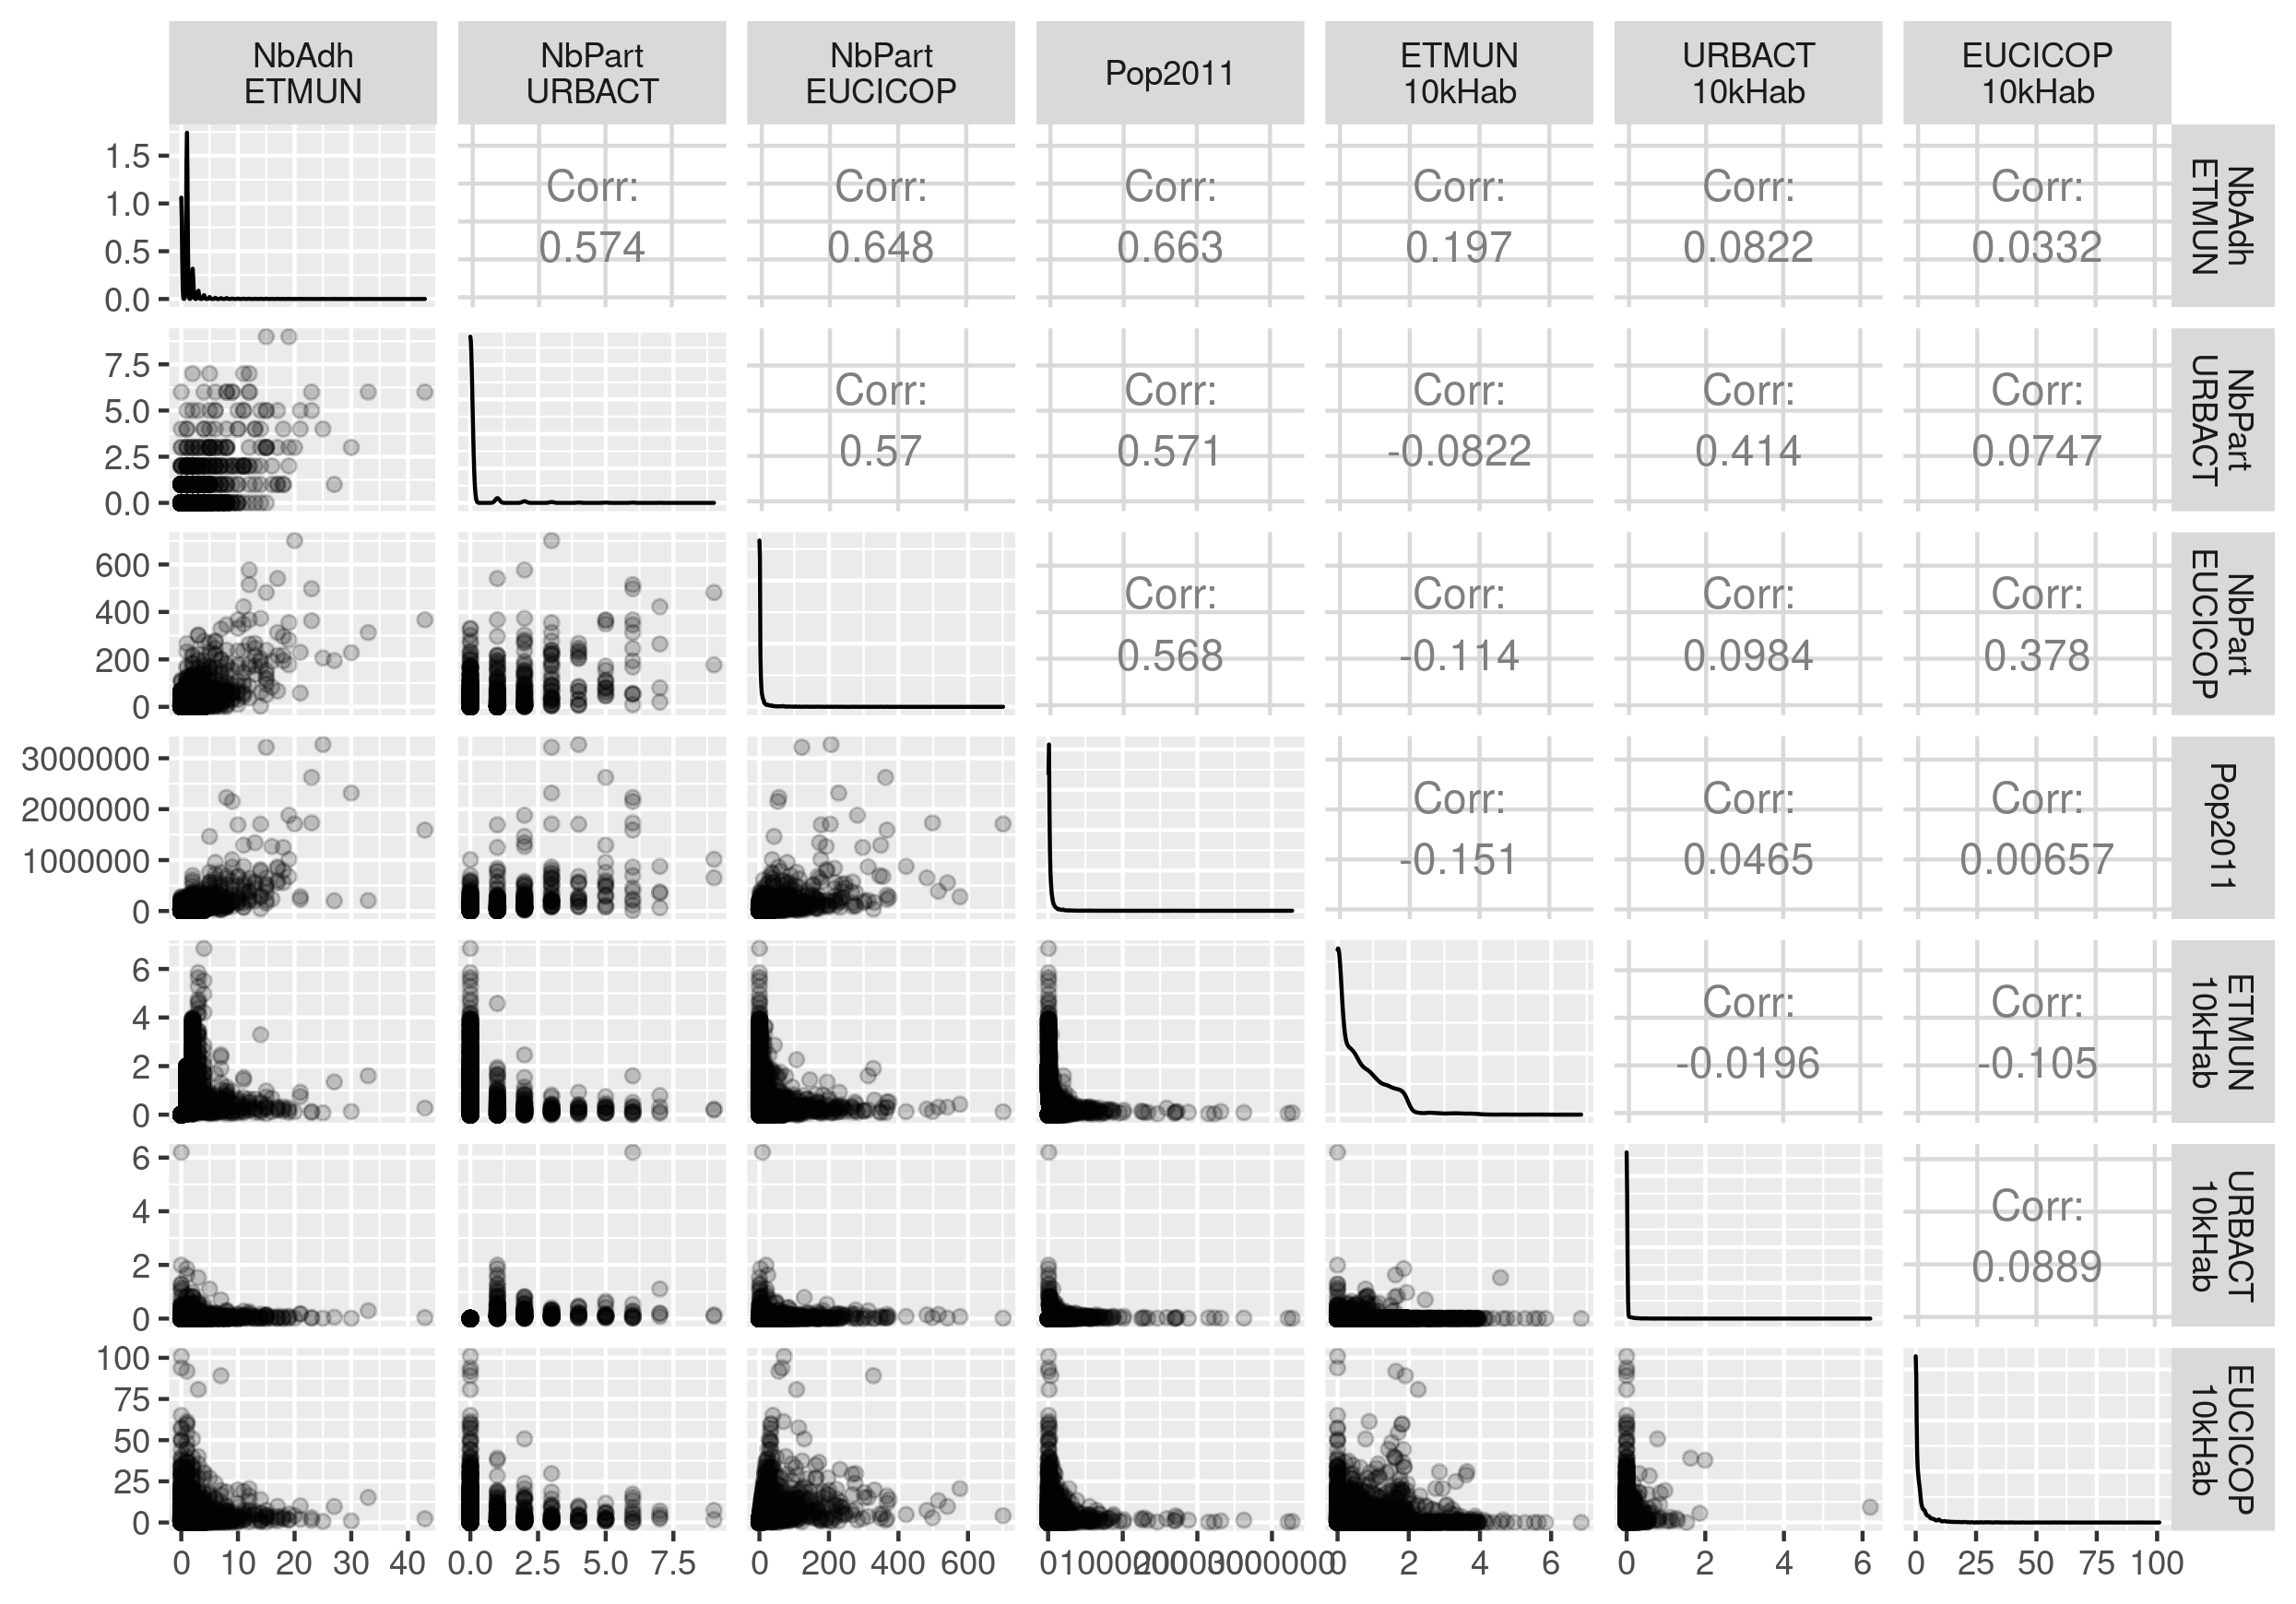 NbAdh
ETMUN
NbPart
URBACT
NbPart
EUCICOP
Pop2011
ETMUN
10kHab
URBACT
10kHab
EUCICOP
10kHab
1.5
1.0
0.5
0.0
Corr:
0.574
Corr:
0.648
Corr:
0.663
Corr:
0.197
Corr:
0.0822
Corr:
0.0332
NbAdh
ETMUN
7.5
5.0
2.5
0.0
Corr:
0.57
Corr:
0.571
Corr:
-0.0822
Corr:
0.414
Corr:
0.0747
NbPart
URBACT
600
400
200
0
Corr:
0.568
Corr:
-0.114
Corr:
0.0984
Corr:
0.378
NbPart
EUCICOP
3000000
2000000
1000000
0
Corr:
-0.151
Corr:
0.0465
Corr:
0.00657
Pop2011
6
4
2
0
Corr:
-0.0196
Corr:
-0.105
ETMUN
10kHab
6
4
2
0
Corr:
0.0889
URBACT
10kHab
100
75
50
25
0
EUCICOP
10kHab
0 10 20 30 40
0.0 2.5 5.0 7.5
0 200 400 600
0 1000000 2000000 3000000
0 2 4 6
0 2 4 6
0 25 50 75 100